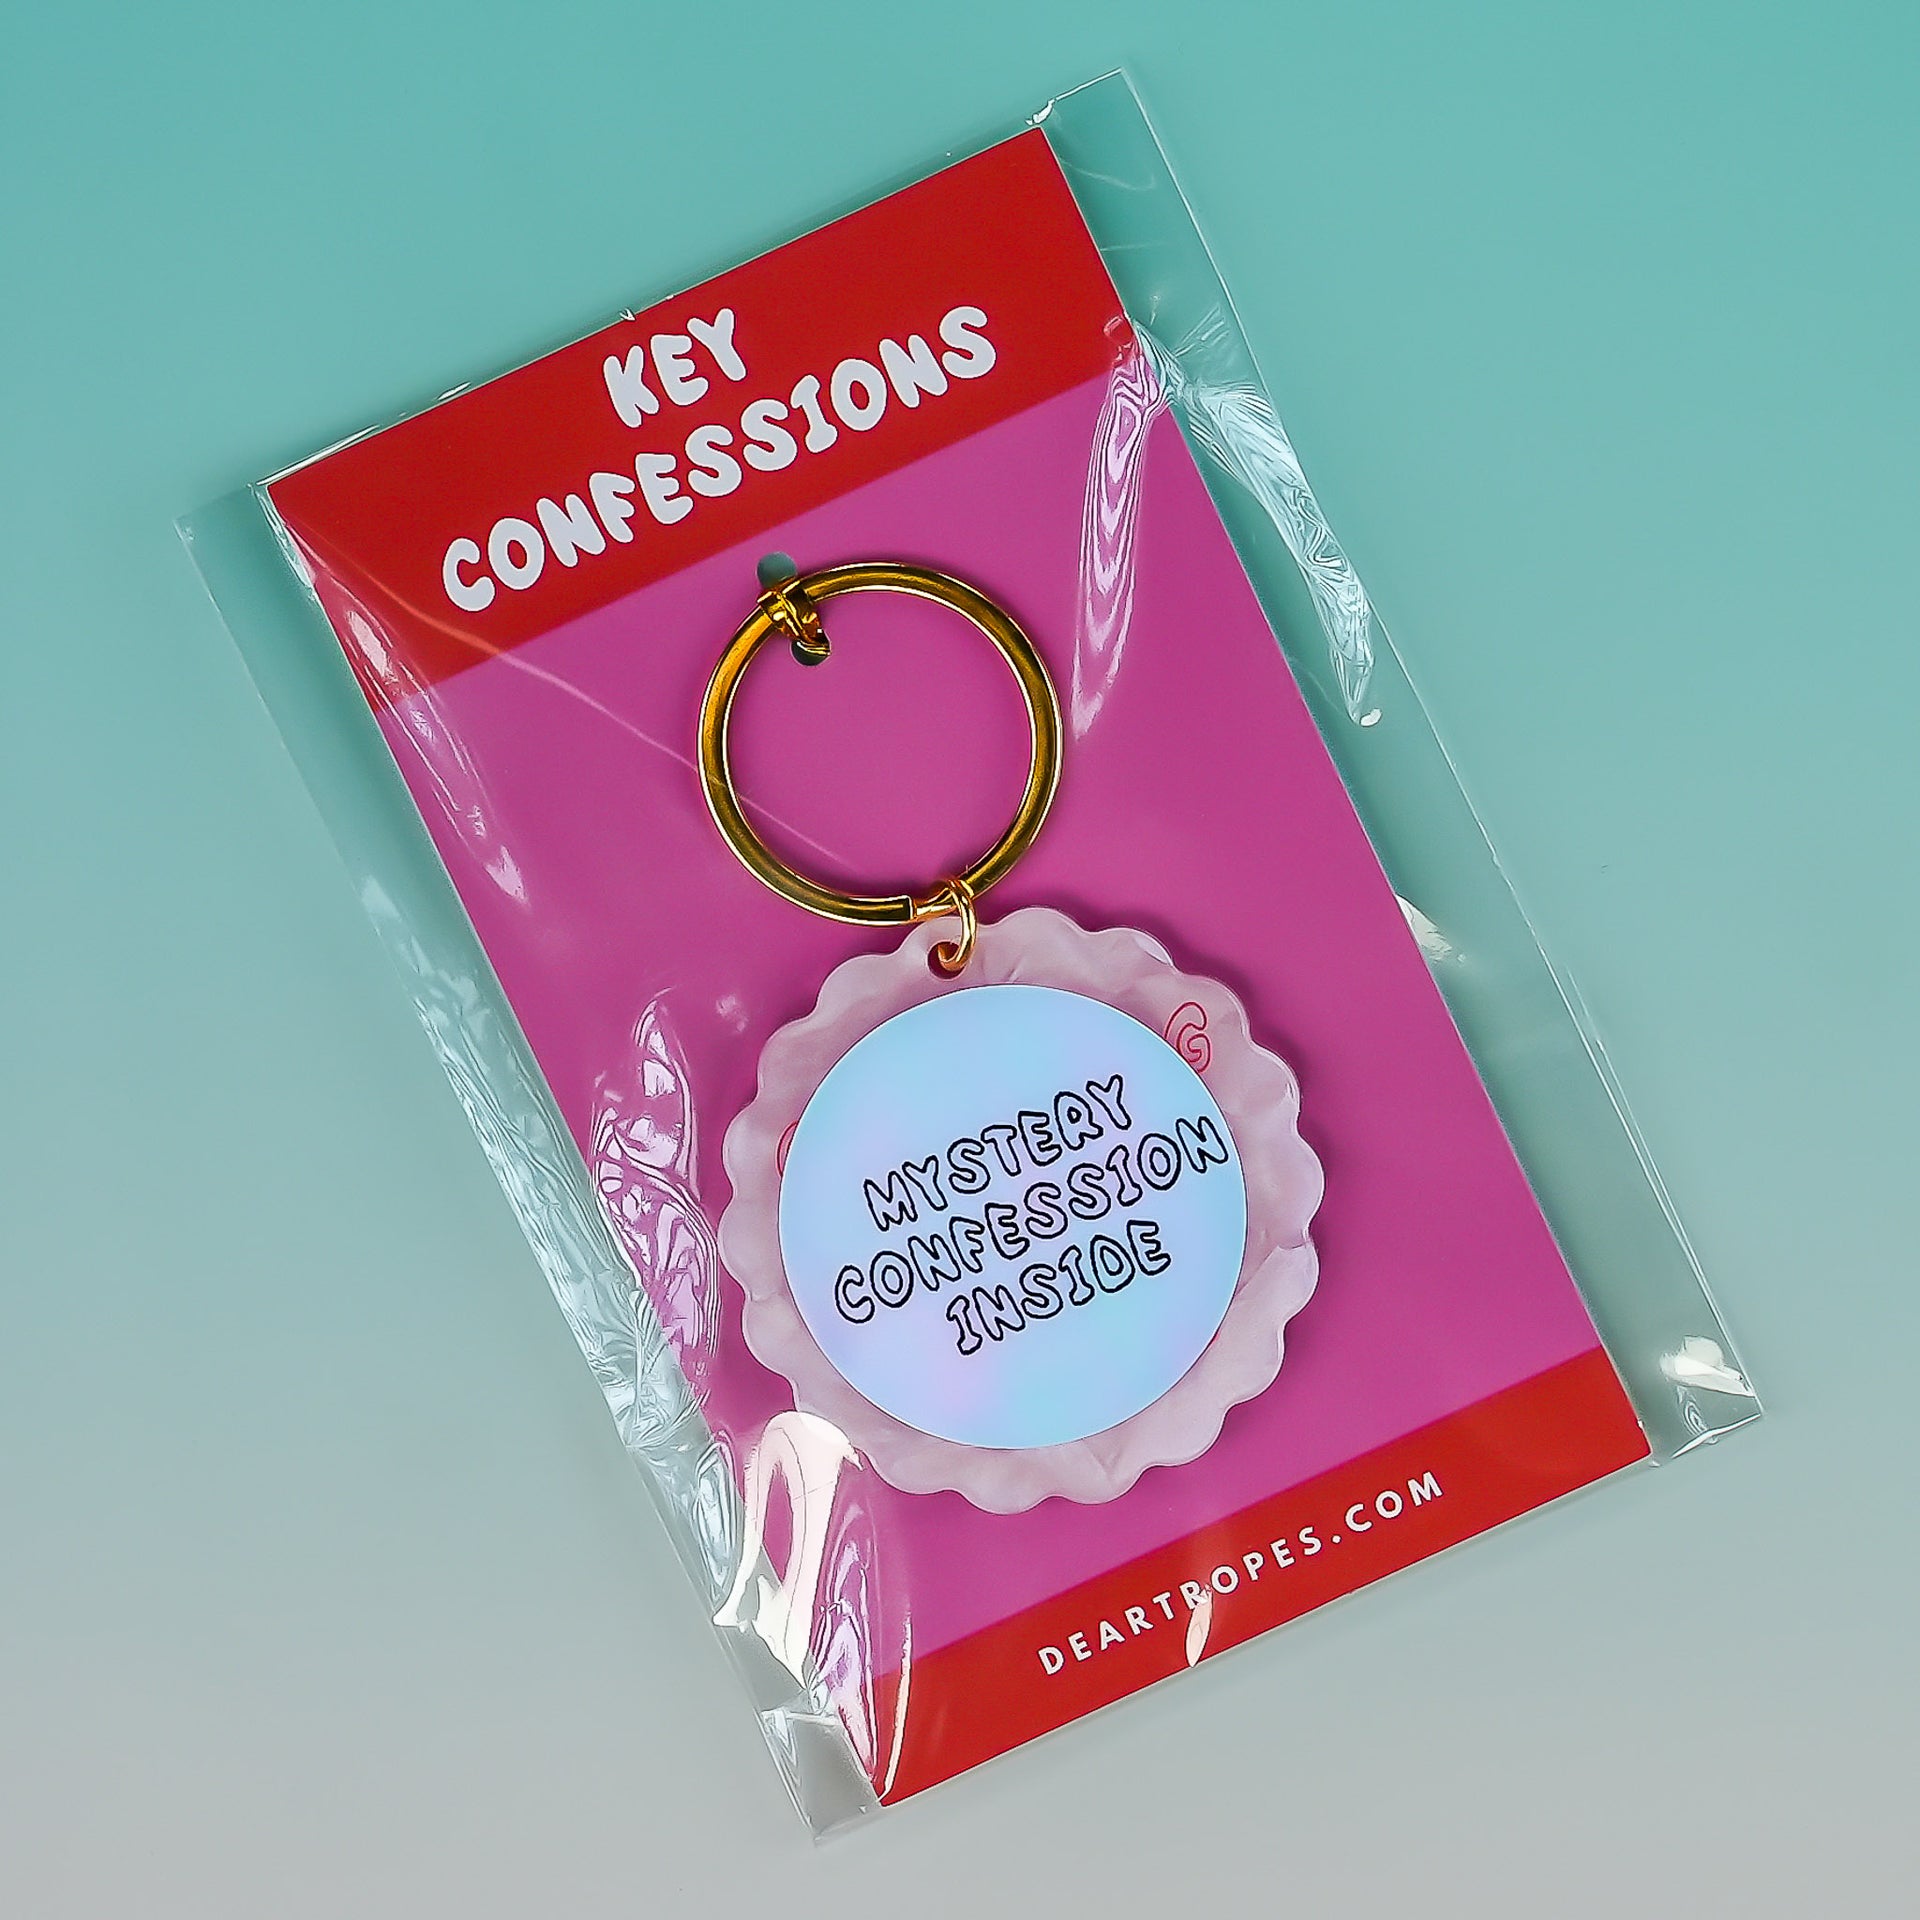 KEY
CONFESSIONS
G
MYSTERY
CONFESSION
INSIDE
DEARTROPES.COM